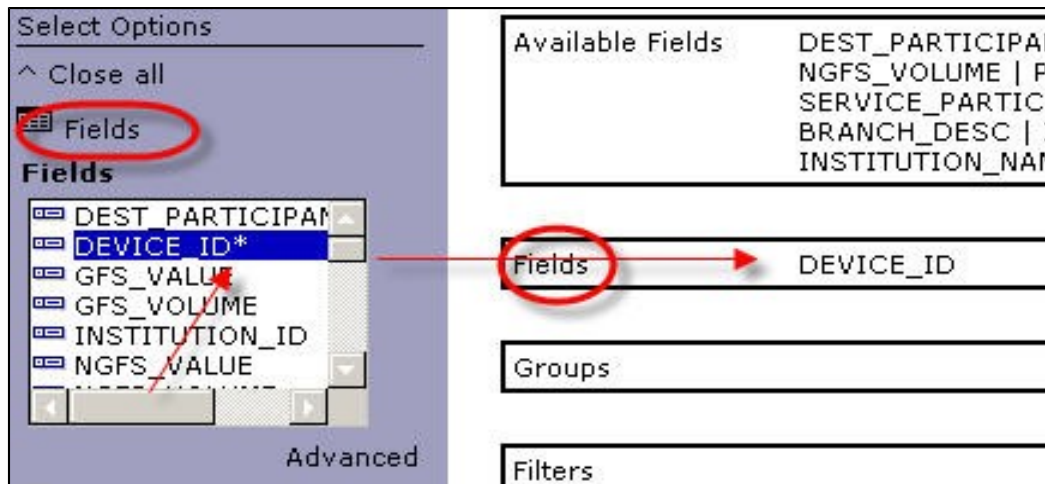 Select Options
^ Close all
Fields
Fields
DEST_PARTICIPAN
DEVICE_ID*
GFS_VALUE
GFS_VOLUME
INSTITUTION_ID
NGFS_VALUE
Advanced
Available Fields DEST_PARTICIPA
NGFS_VOLUME |
SERVICE_PARTIC
BRANCH_DESC |
INSTITUTION_NA
Fields DEVICE_ID
Groups
Filters